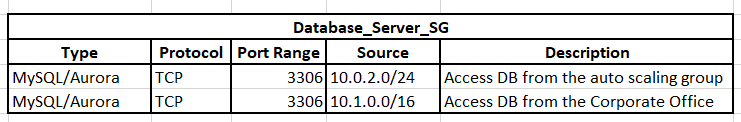 Database_Server_SG
Type Protocol Port Range Source Description
MySQL/Aurora TCP 3306 10.0.2.0/24 Access DB from the auto scaling group
MySQL/Aurora TCP 3306 10.1.0.0/16 Access DB from the Corporate Office